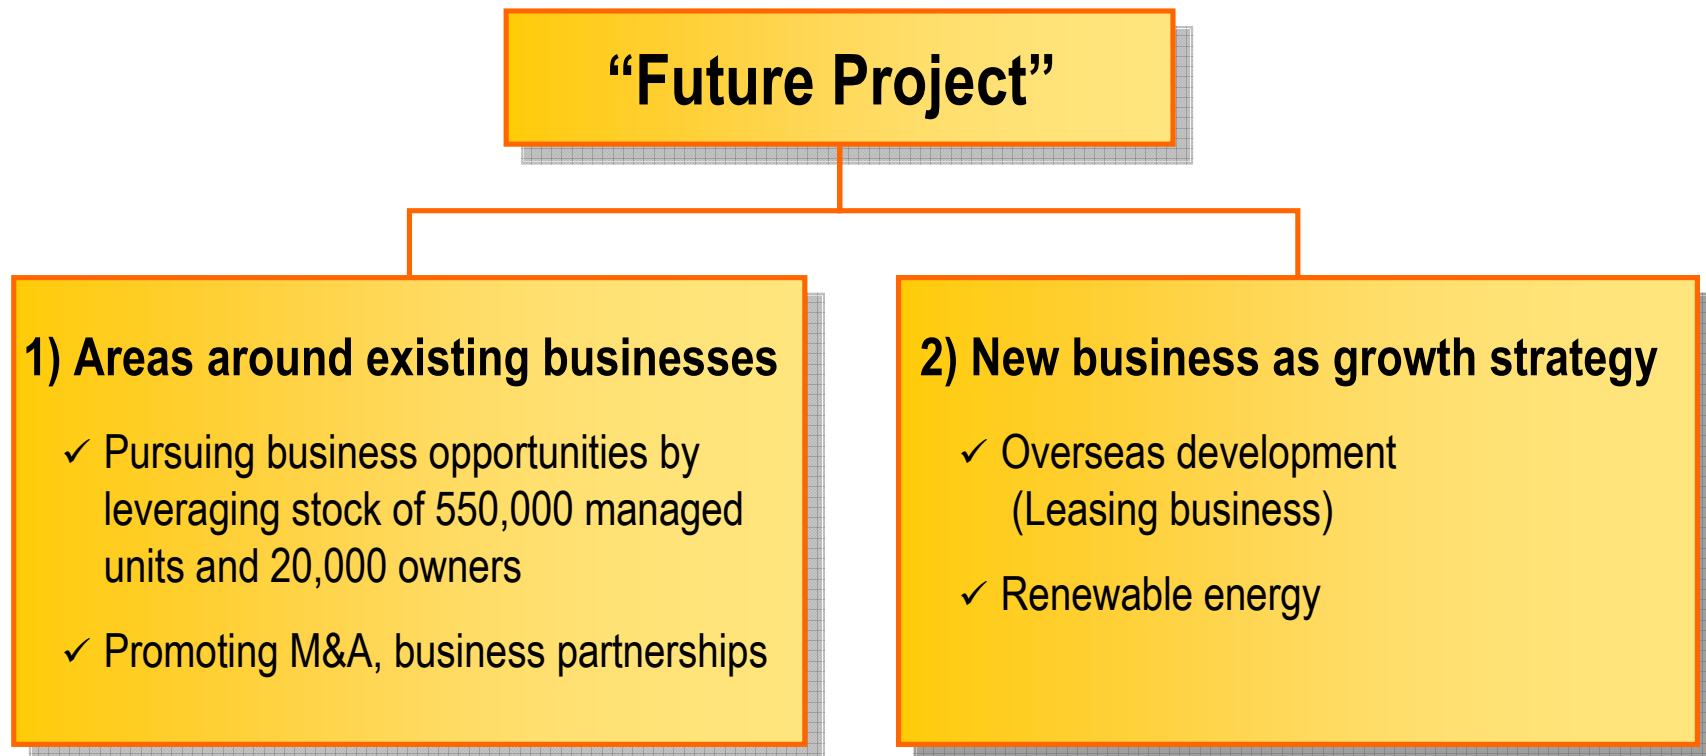 “Future Project”
1) Areas around existing businesses
✓ Pursuing business opportunities by
leveraging stock of 550,000 managed
units and 20,000 owners
✓ Promoting M&A, business partnerships
2) New business as growth strategy
✓ Overseas development
(Leasing business)
✓ Renewable energy